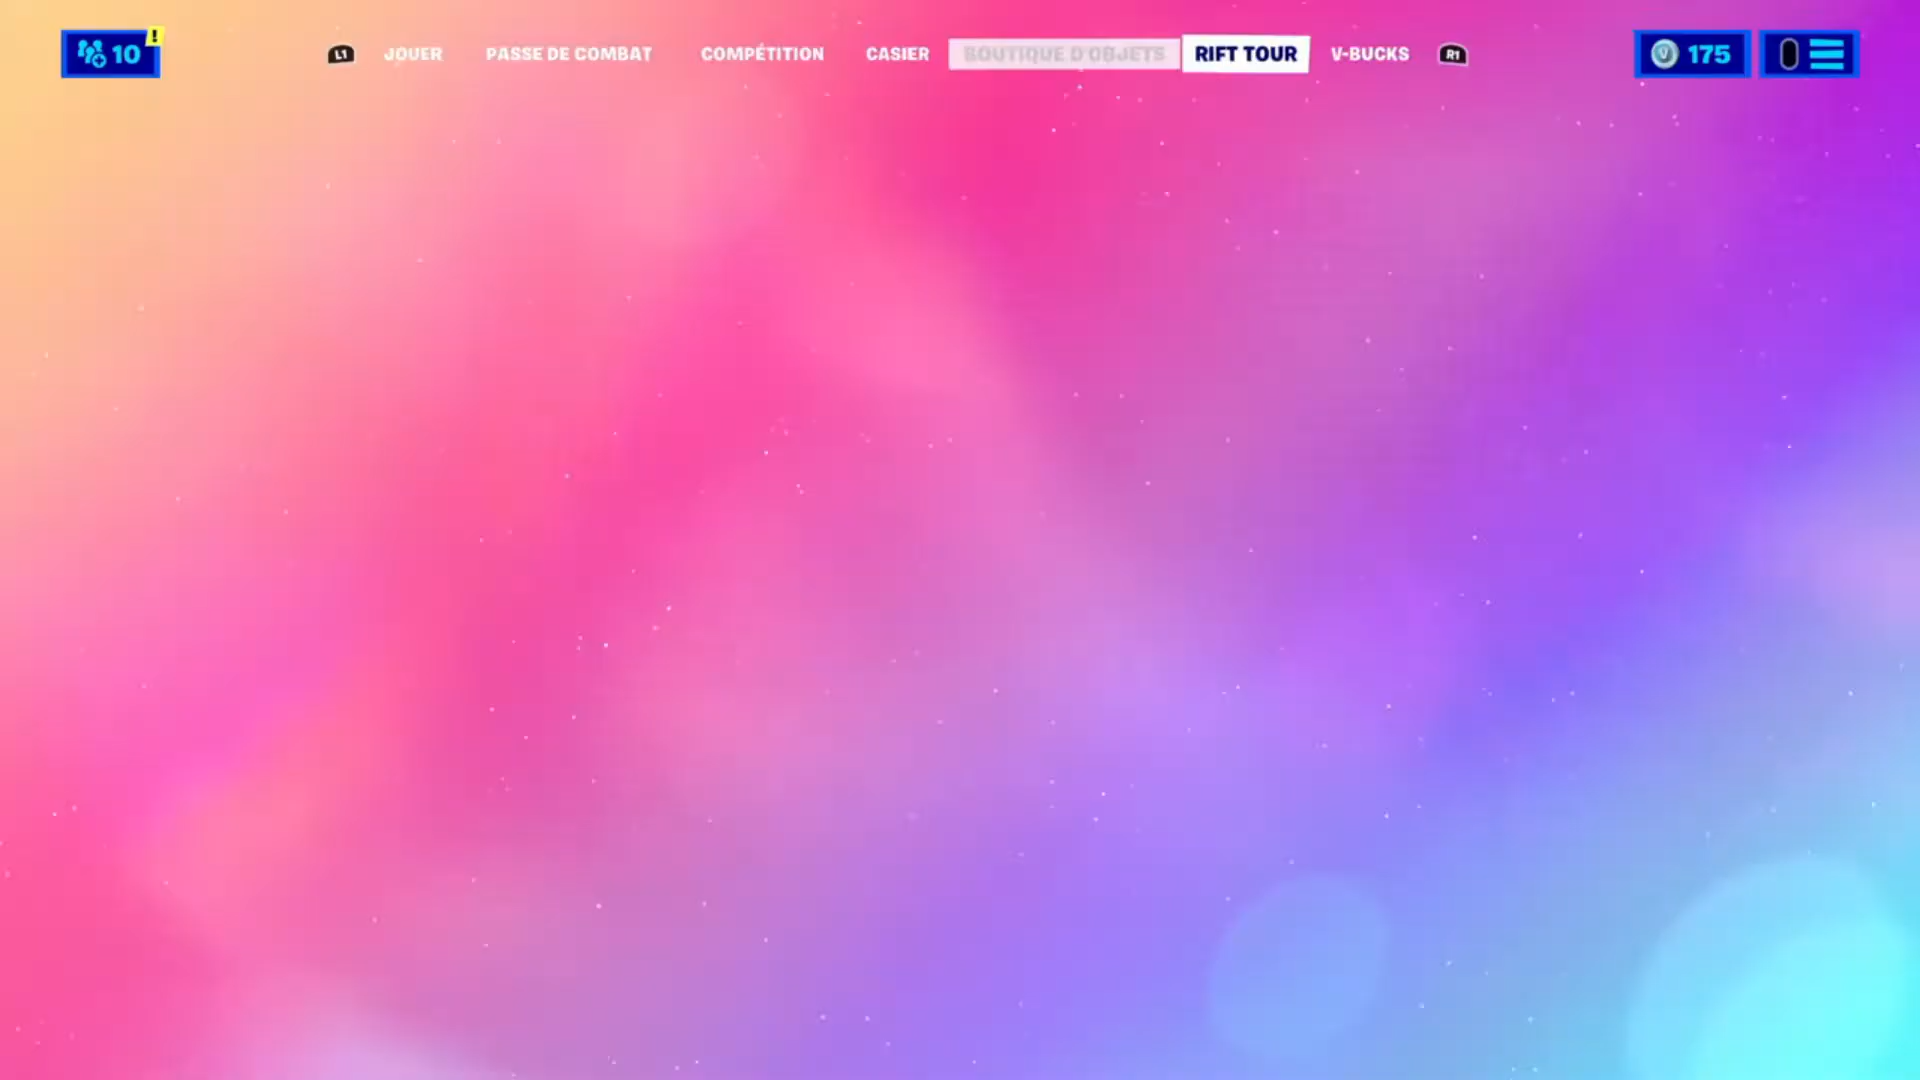 10 !
L1 JOUER PASSE DE COMBAT COMPÉTITION CASIER BOUTIQUE D'OBJETS RIFT TOUR V-BUCKS R1
V 175